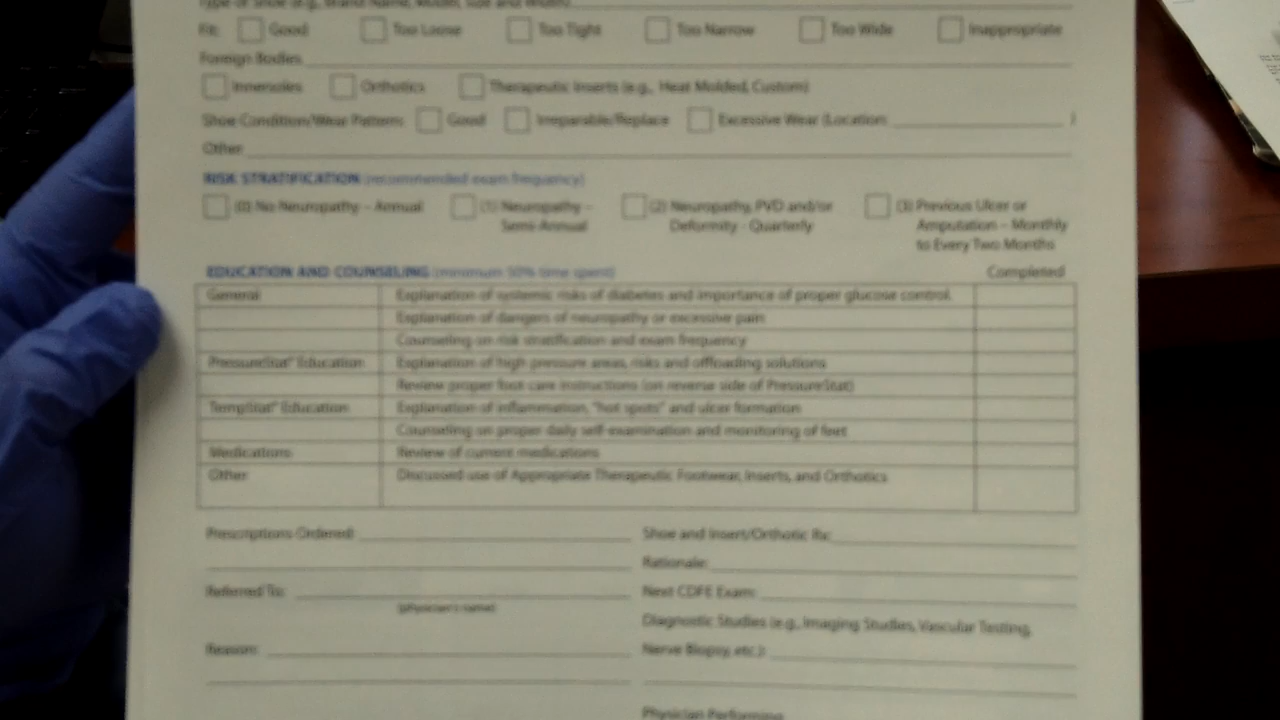 Type of Shoe (e.g., Brand Name, Model, Size and Width)
Fit: Good Too Loose Too Tight Too Narrow Too Wide Inappropriate
Foreign Bodies
Innersoles Orthotics Therapeutic Inserts (e.g., Heat Molded, Custom)
Shoe Condition/Wear Patterns Good Irreparable/Replace Excessive Wear (Location )
Other
RISK STRATIFICATION (recommended exam frequency)
(0) No Neuropathy – Annual (1) Neuropathy – (2) Neuropathy, PVD and/or (3) Previous Ulcer or
Semi-Annual Deformity - Quarterly Amputation – Monthly
to Every Two Months
EDUCATION AND COUNSELING (minimum 50% time spent) Completed
General Explanation of systemic risks of diabetes and importance of proper glucose control.
Explanation of dangers of neuropathy or excessive pain
Counseling on risk stratification and exam frequency
PressureStat® Education Explanation of high pressure areas, risks and offloading solutions
Review proper foot care instructions (on reverse side of PressureStat)
TempStat® Education Explanation of inflammation, "hot spots" and ulcer formation
Counseling on proper daily self-examination and monitoring of feet
Medications Review of current medications
Other Discussed use of Appropriate Therapeutic Footwear, Inserts, and Orthotics
Prescriptions Ordered: Shoe and Insert/Orthotic Rx:
Rationale:
Referred To: Next CDFE Exam:
(physician's name)
Diagnostic Studies (e.g., Imaging Studies, Vascular Testing,
Reason: Nerve Biopsy, etc.):
Physician Performing